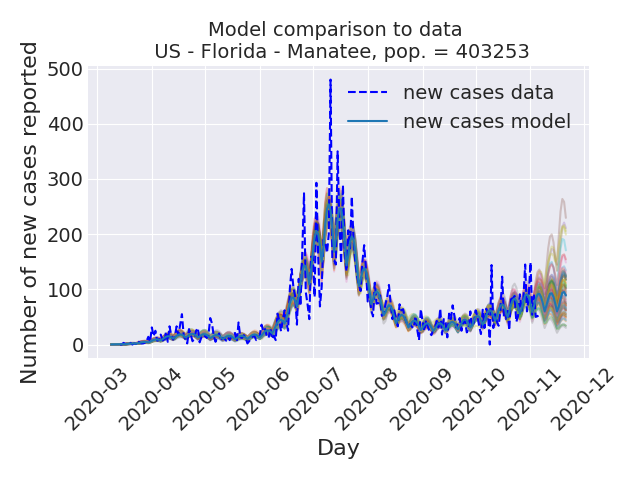 Model comparison to data
US - Florida - Manatee, pop. = 403253
Number of new cases reported
500
400
300
200
100
0
new cases data
new cases model
2020-03
2020-04
2020-05
2020-06
2020-07
2020-08
2020-09
2020-10
2020-11
2020-12
Day